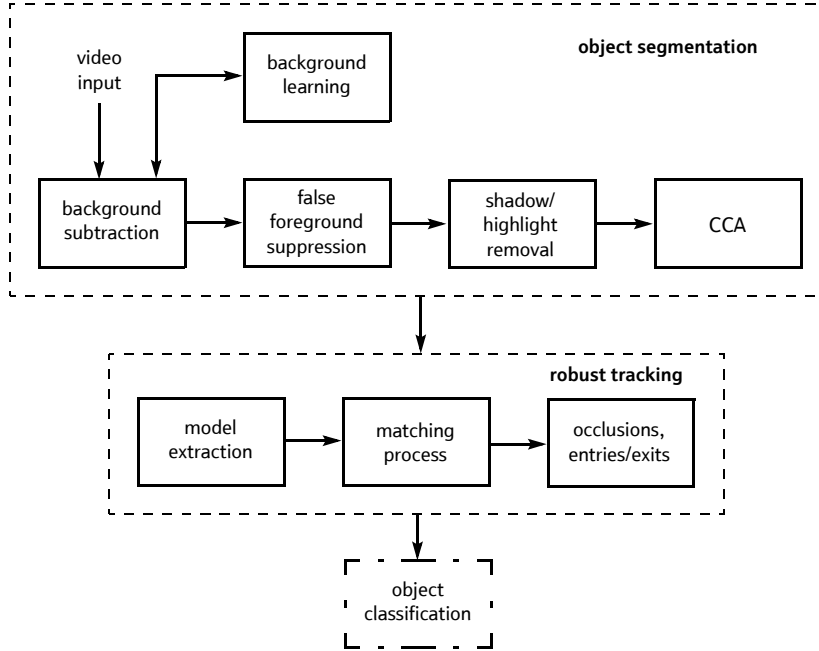 object segmentation
video
input
background
learning
background
subtraction
false
foreground
suppression
shadow/
highlight
removal
CCA
robust tracking
model
extraction
matching
process
occlusions,
entries/exits
object
classification